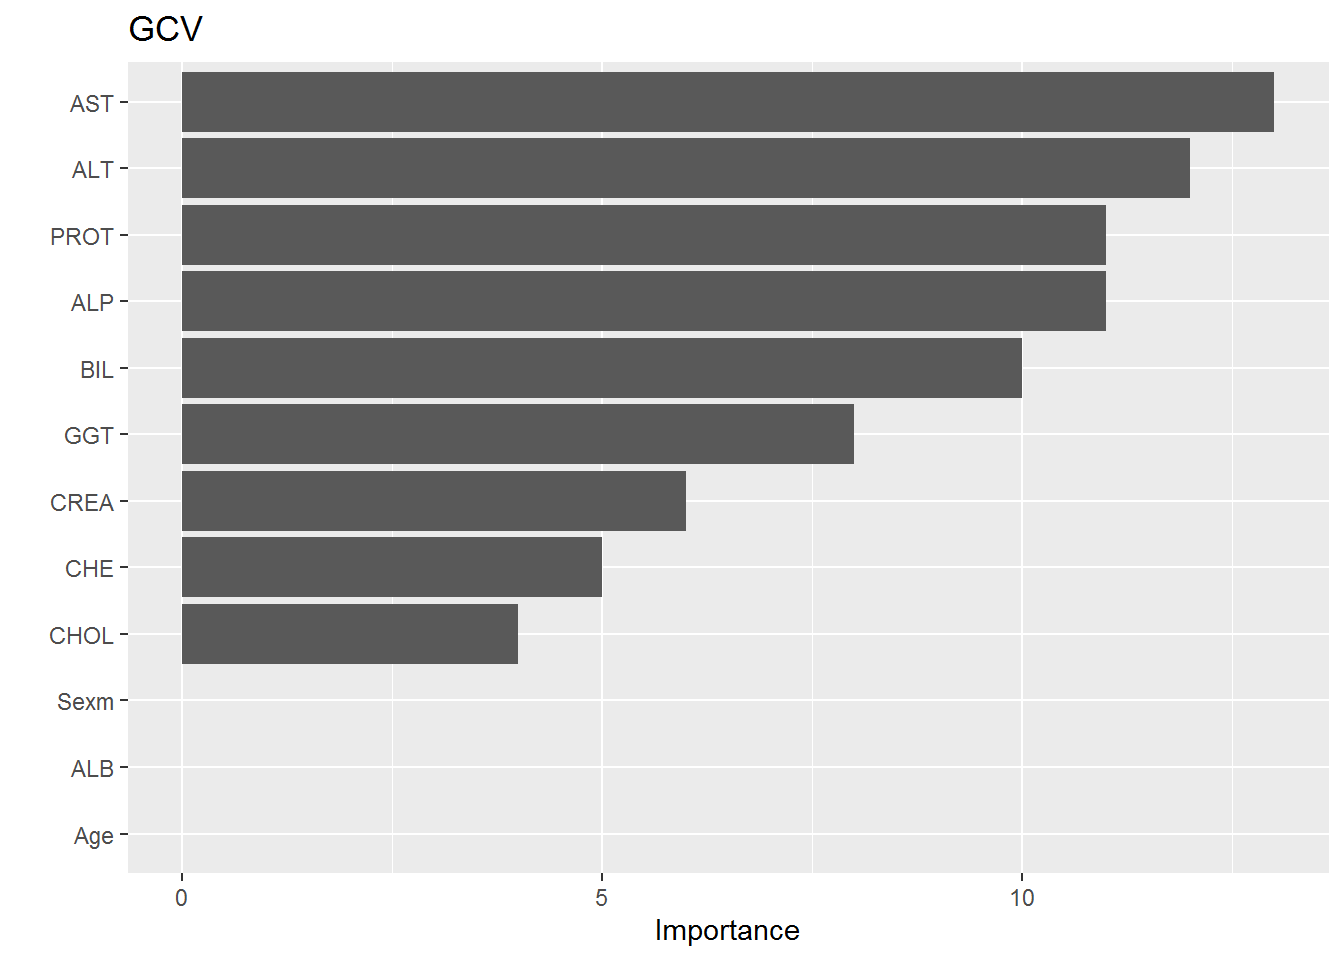 GCV
AST
ALT
PROT
ALP
BIL
GGT
CREA
CHE
CHOL
Sexm
ALB
Age
0 5 10
Importance